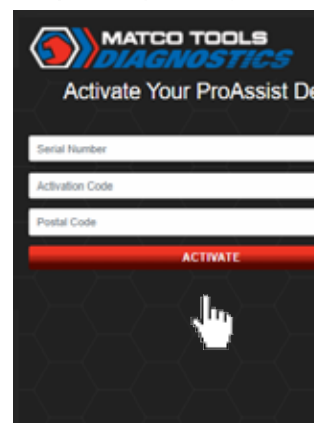 MATCO TOOLS
DIAGNOSTICS
Activate Your ProAssist De
Serial Number
Activation Code
Postal Code
ACTIVATE